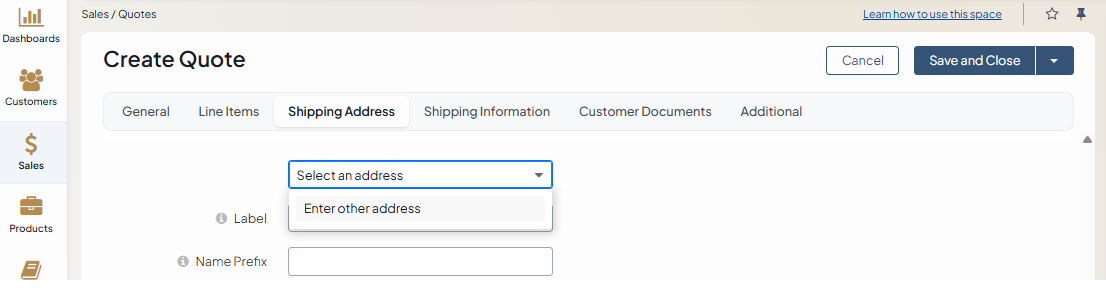 Sales / Quotes
Learn how to use this space
Dashboards
Customers
Sales
Products
Create Quote
Cancel
Save and Close
General
Line Items
Shipping Address
Shipping Information
Customer Documents
Additional
Select an address
Enter other address
Label
Name Prefix